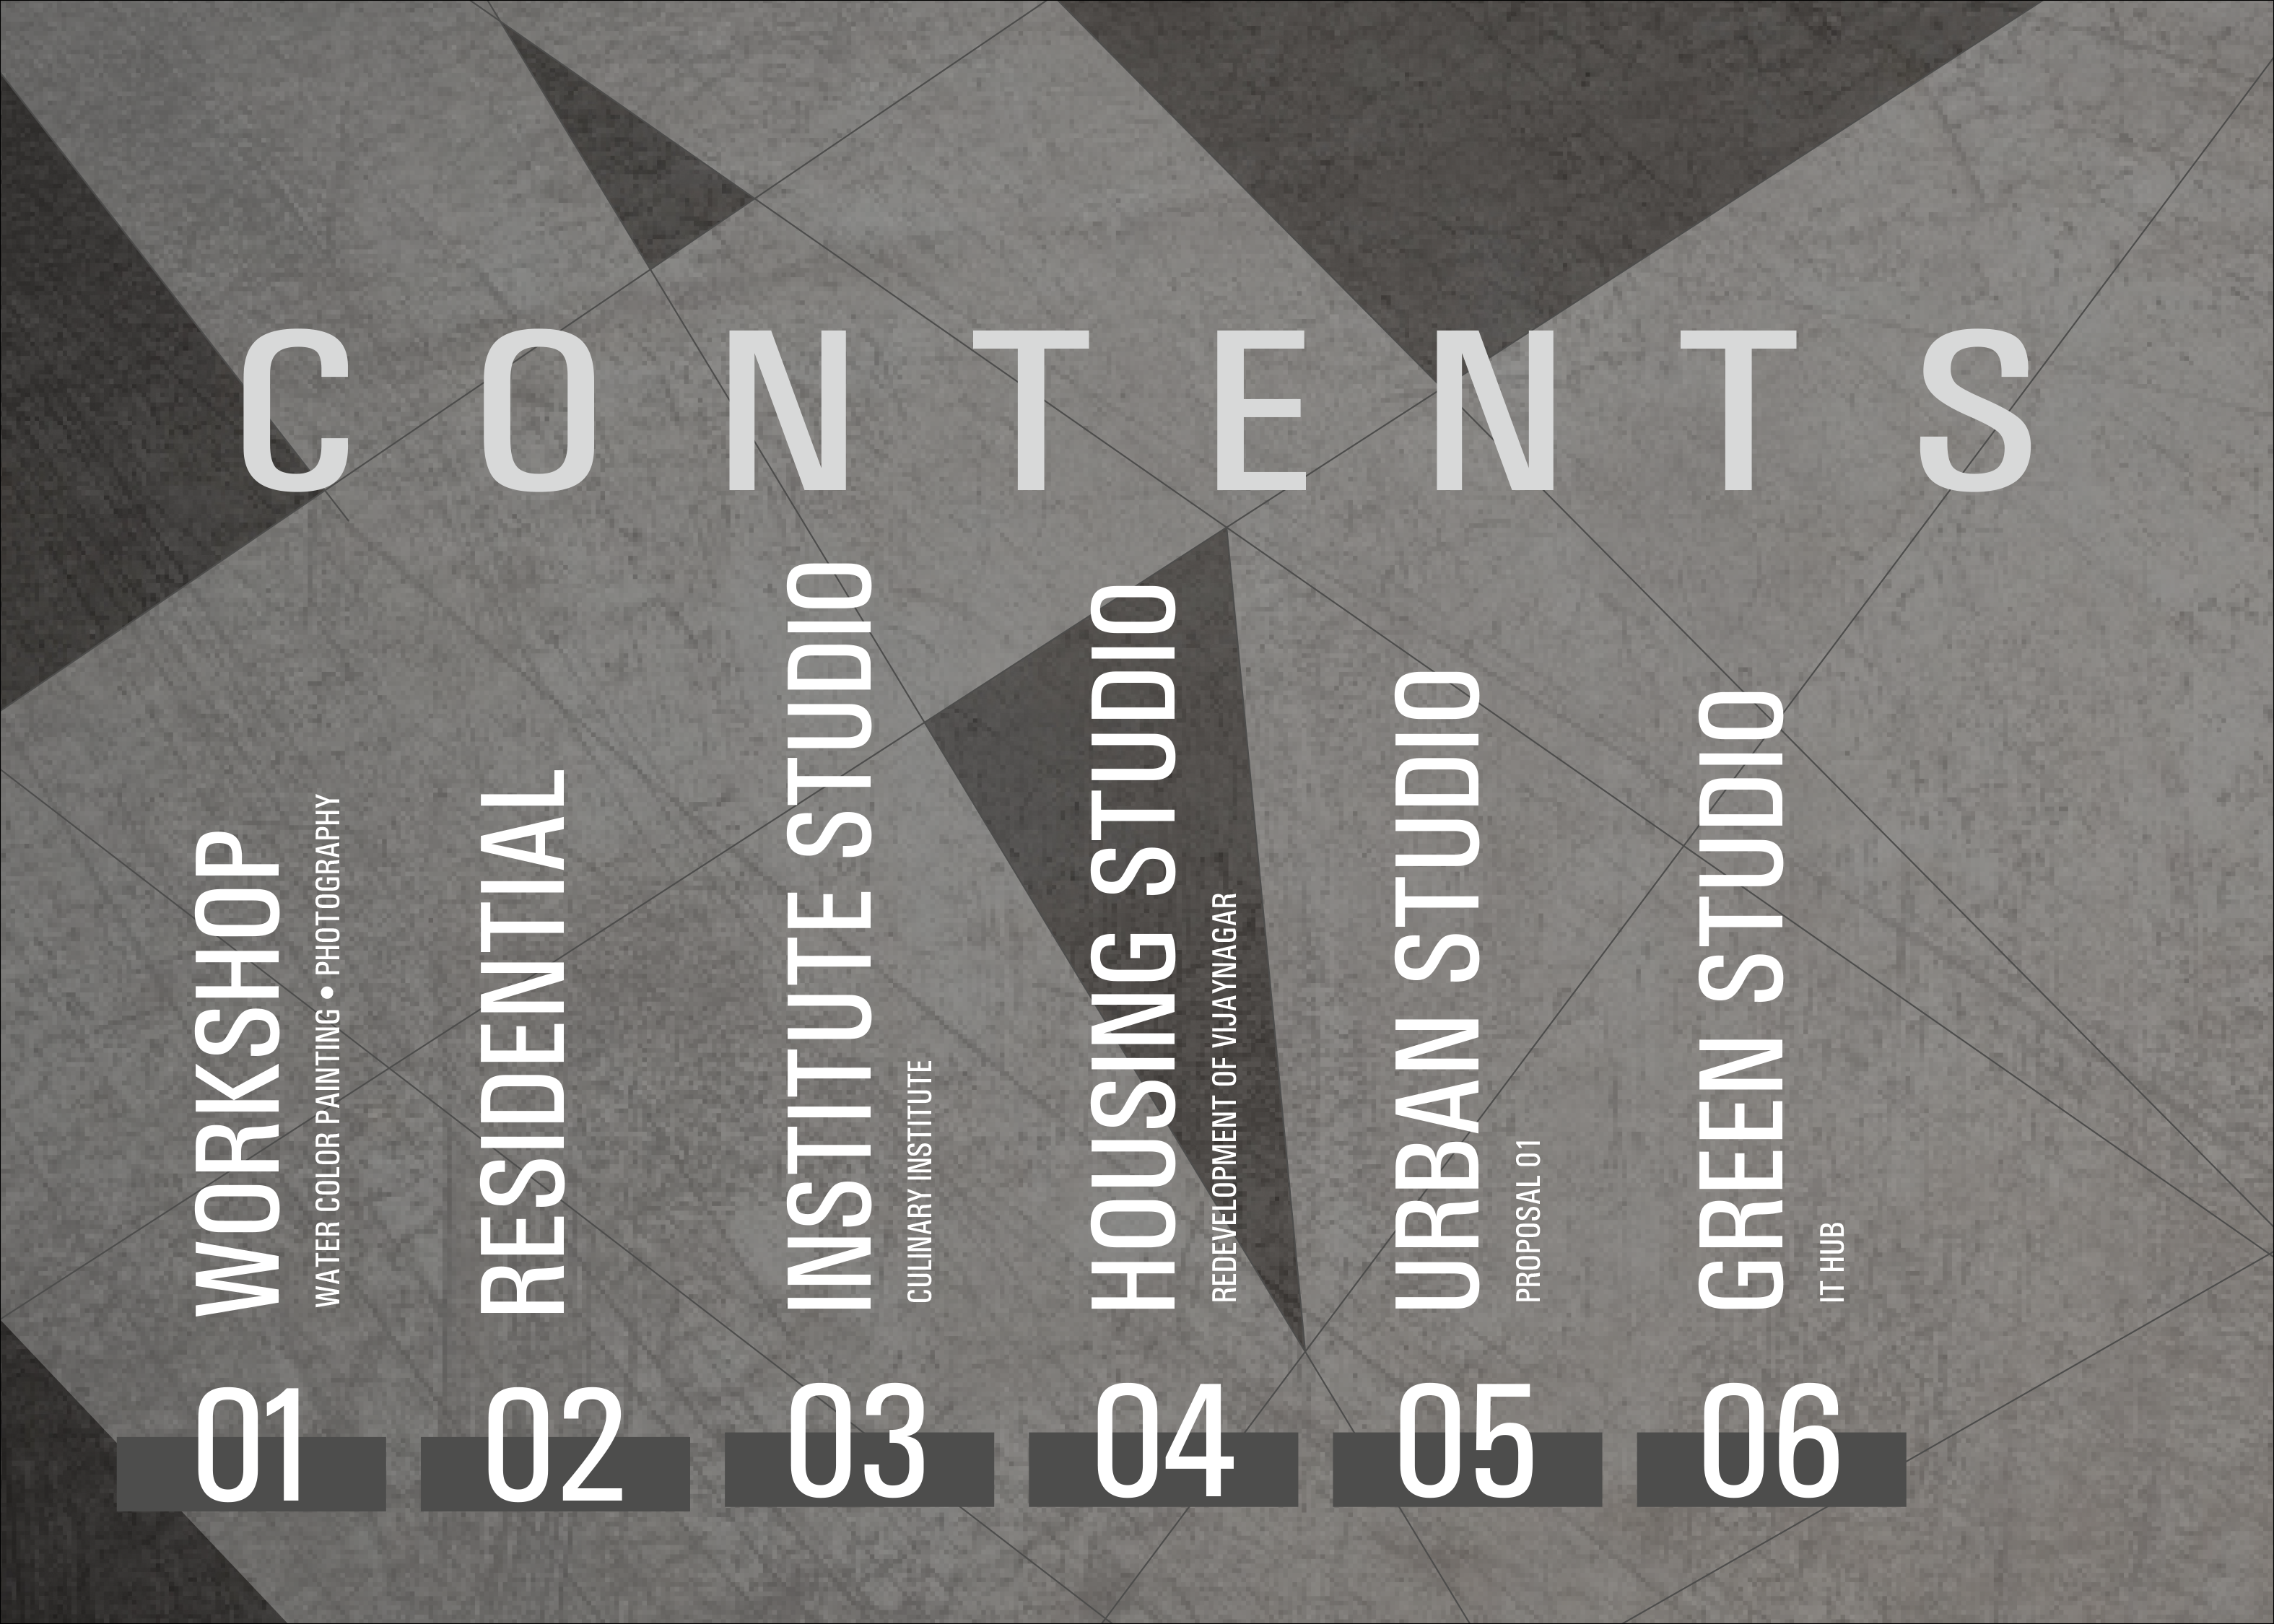 CONTENTS
WORKSHOP
WATER COLOR PAINTING • PHOTOGRAPHY
01
RESIDENTIAL
02
INSTITUTE STUDIO
CULINARY INSTITUTE
03
HOUSING STUDIO
REDEVELOPMENT OF VIJAYNAGAR
04
URBAN STUDIO
PROPOSAL 01
05
GREEN STUDIO
IT HUB
06